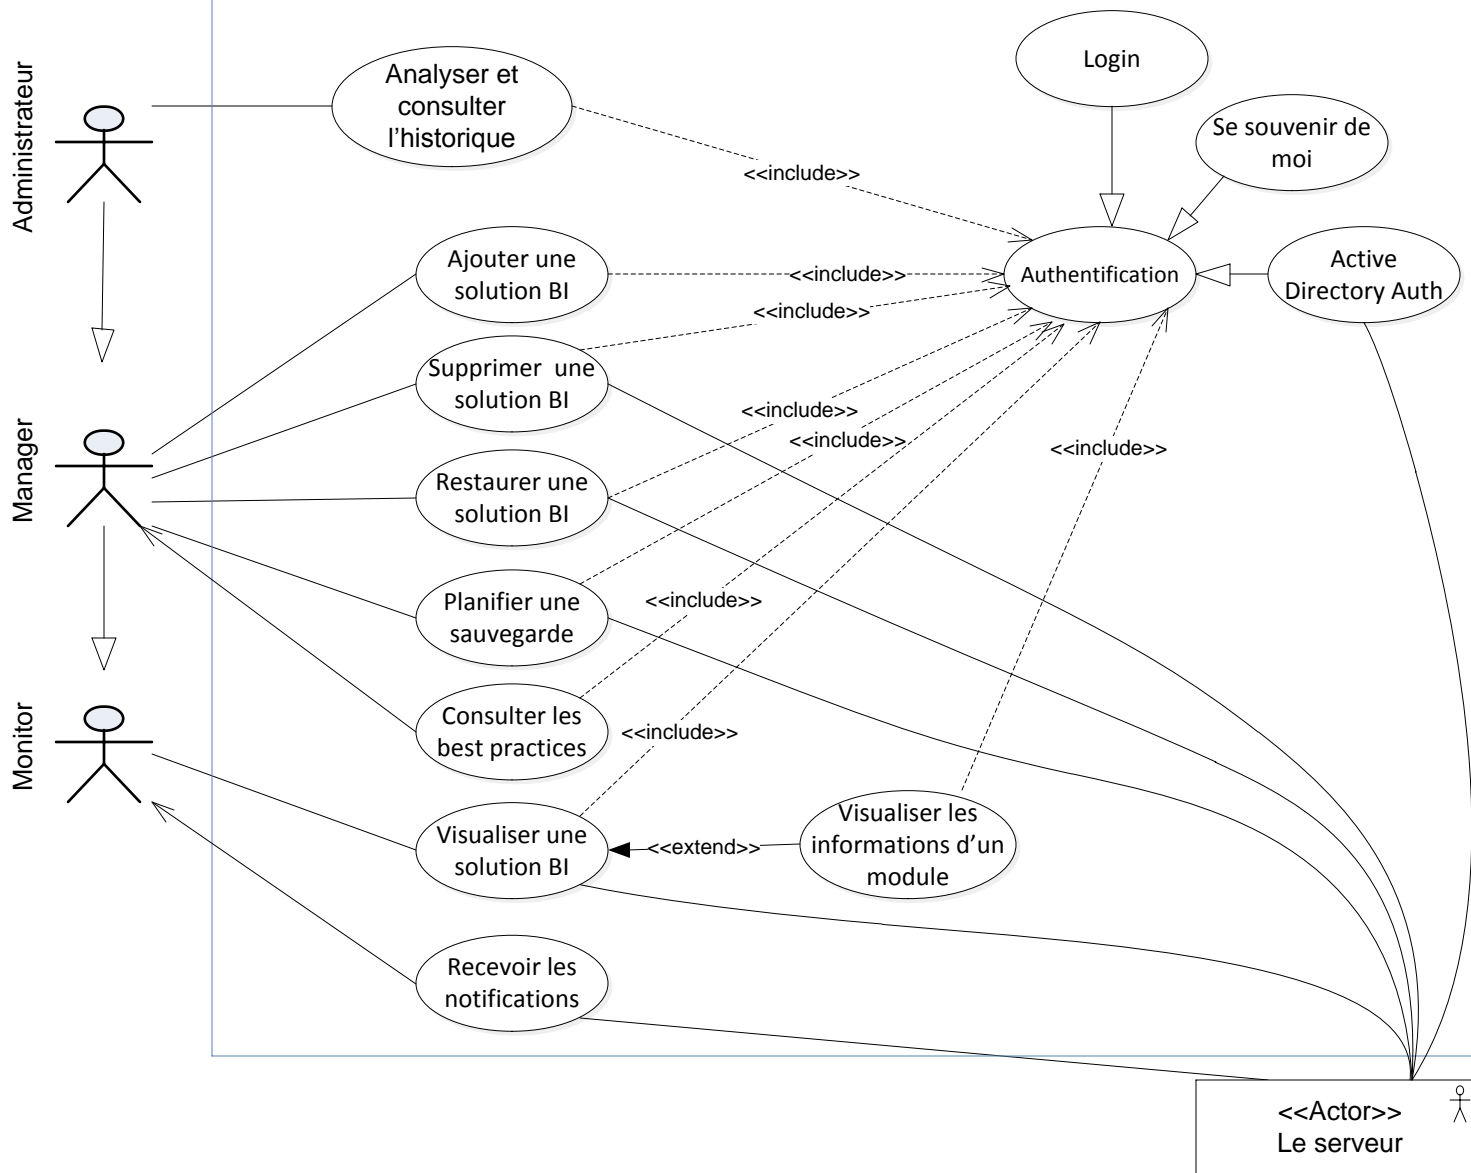 Administrateur
Analyser et
consulter
l'historique
Login
Se souvenir de
moi
<<include>>
Ajouter une
solution BI
<<include>>
Authentification
Active
Directory Auth
<<include>>
Supprimer une
solution BI
Manager
<<include>>
<<include>>
<<include>>
Restaurer une
solution BI
Planifier une
sauvegarde
<<include>>
Monitor
Consulter les
best practices
<<include>>
Visualiser une
solution BI
<<extend>>
Visualiser les
informations d'un
module
Recevoir les
notifications
<<Actor>>
Le serveur